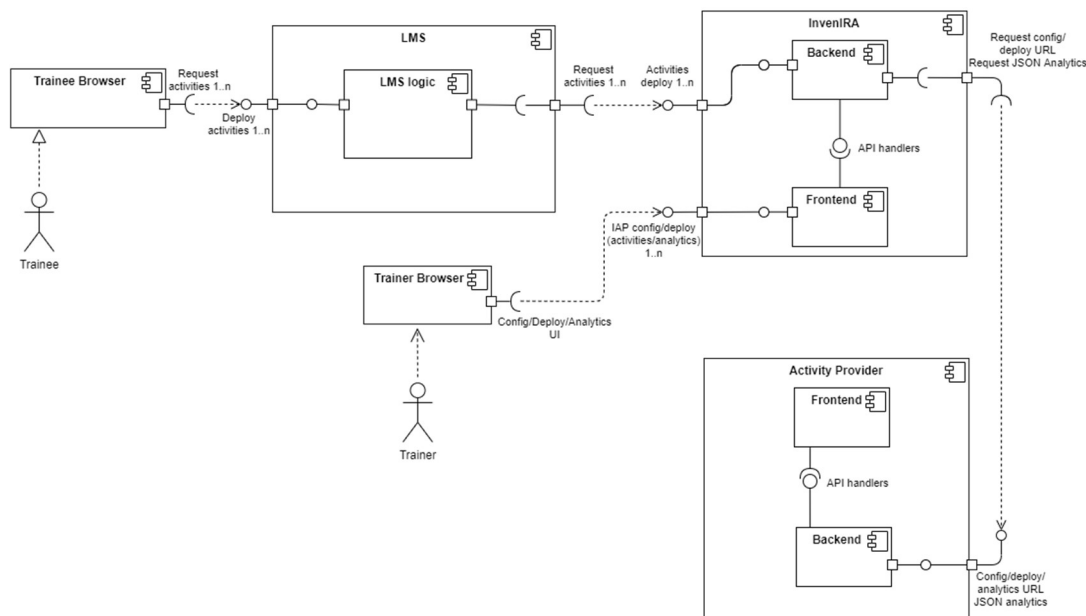 LMS
InvenIRA
Request config/
deploy URL
Request JSON Analytics
Trainee Browser
Request
activities 1..n
Deploy
activities 1..n
LMS logic
Request
activities 1..n
Activities
deploy 1..n
Backend
API handlers
Frontend
Trainee
IAP config/deploy
(activities/analytics)
1..n
Trainer Browser
Config/Deploy/Analytics
UI
Trainer
Activity Provider
Frontend
API handlers
Backend
Config/deploy/
analytics URL
JSON analytics